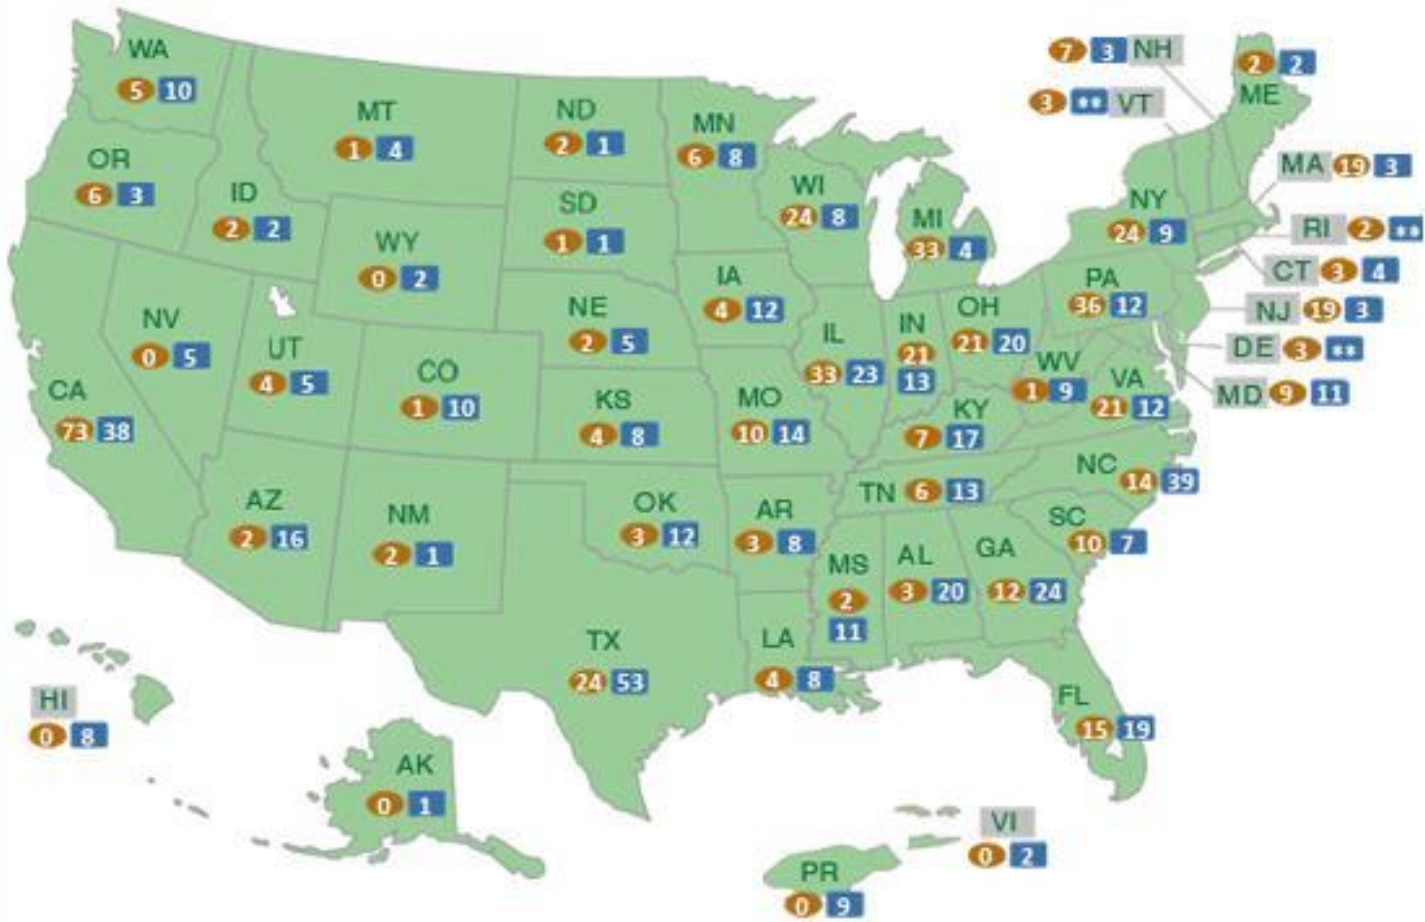 WA
5 10
MT
1 4
ND
2 1
MN
6 8
7 3 NH
2 2
ME
3 ** VT
OR
6 3
ID
2 2
WY
0 2
SD
1 1
WI
24 8
MI
33 4
NY
24 9
MA 19 3
RI 2 **
CT 3 4
NJ 19 3
DE 3 **
MD 9 11
NV
0 5
UT
4 5
CO
1 10
NE
2 5
IA
4 12
IL
33 23
IN
21
13
OH
21 20
PA
36 12
WV
1 9
VA
21 12
CA
73 38
KS
4 8
MO
10 14
KY
7 17
NC
14 39
TN 6 13
AZ
2 16
NM
2 1
OK
3 12
AR
3 8
MS
2
11
AL
3 20
GA
12 24
SC
10 7
TX
24 53
LA
4 8
FL
15 19
HI
0 8
AK
0 1
VI
0 2
PR
0 9